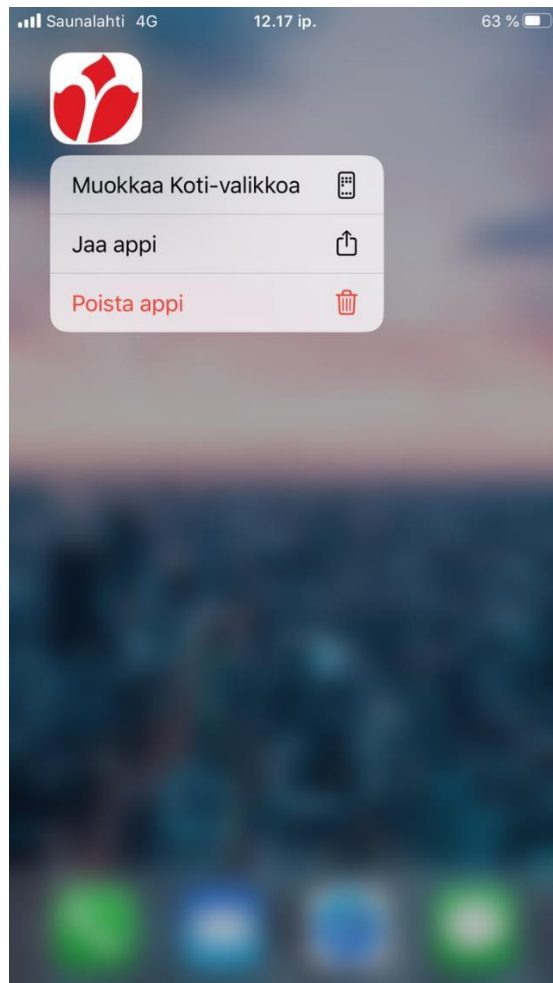 Saunalahti 4G 12.17 ip. 63 %
Muokkaa Koti-valikkoa
Jaa appi
Poista appi